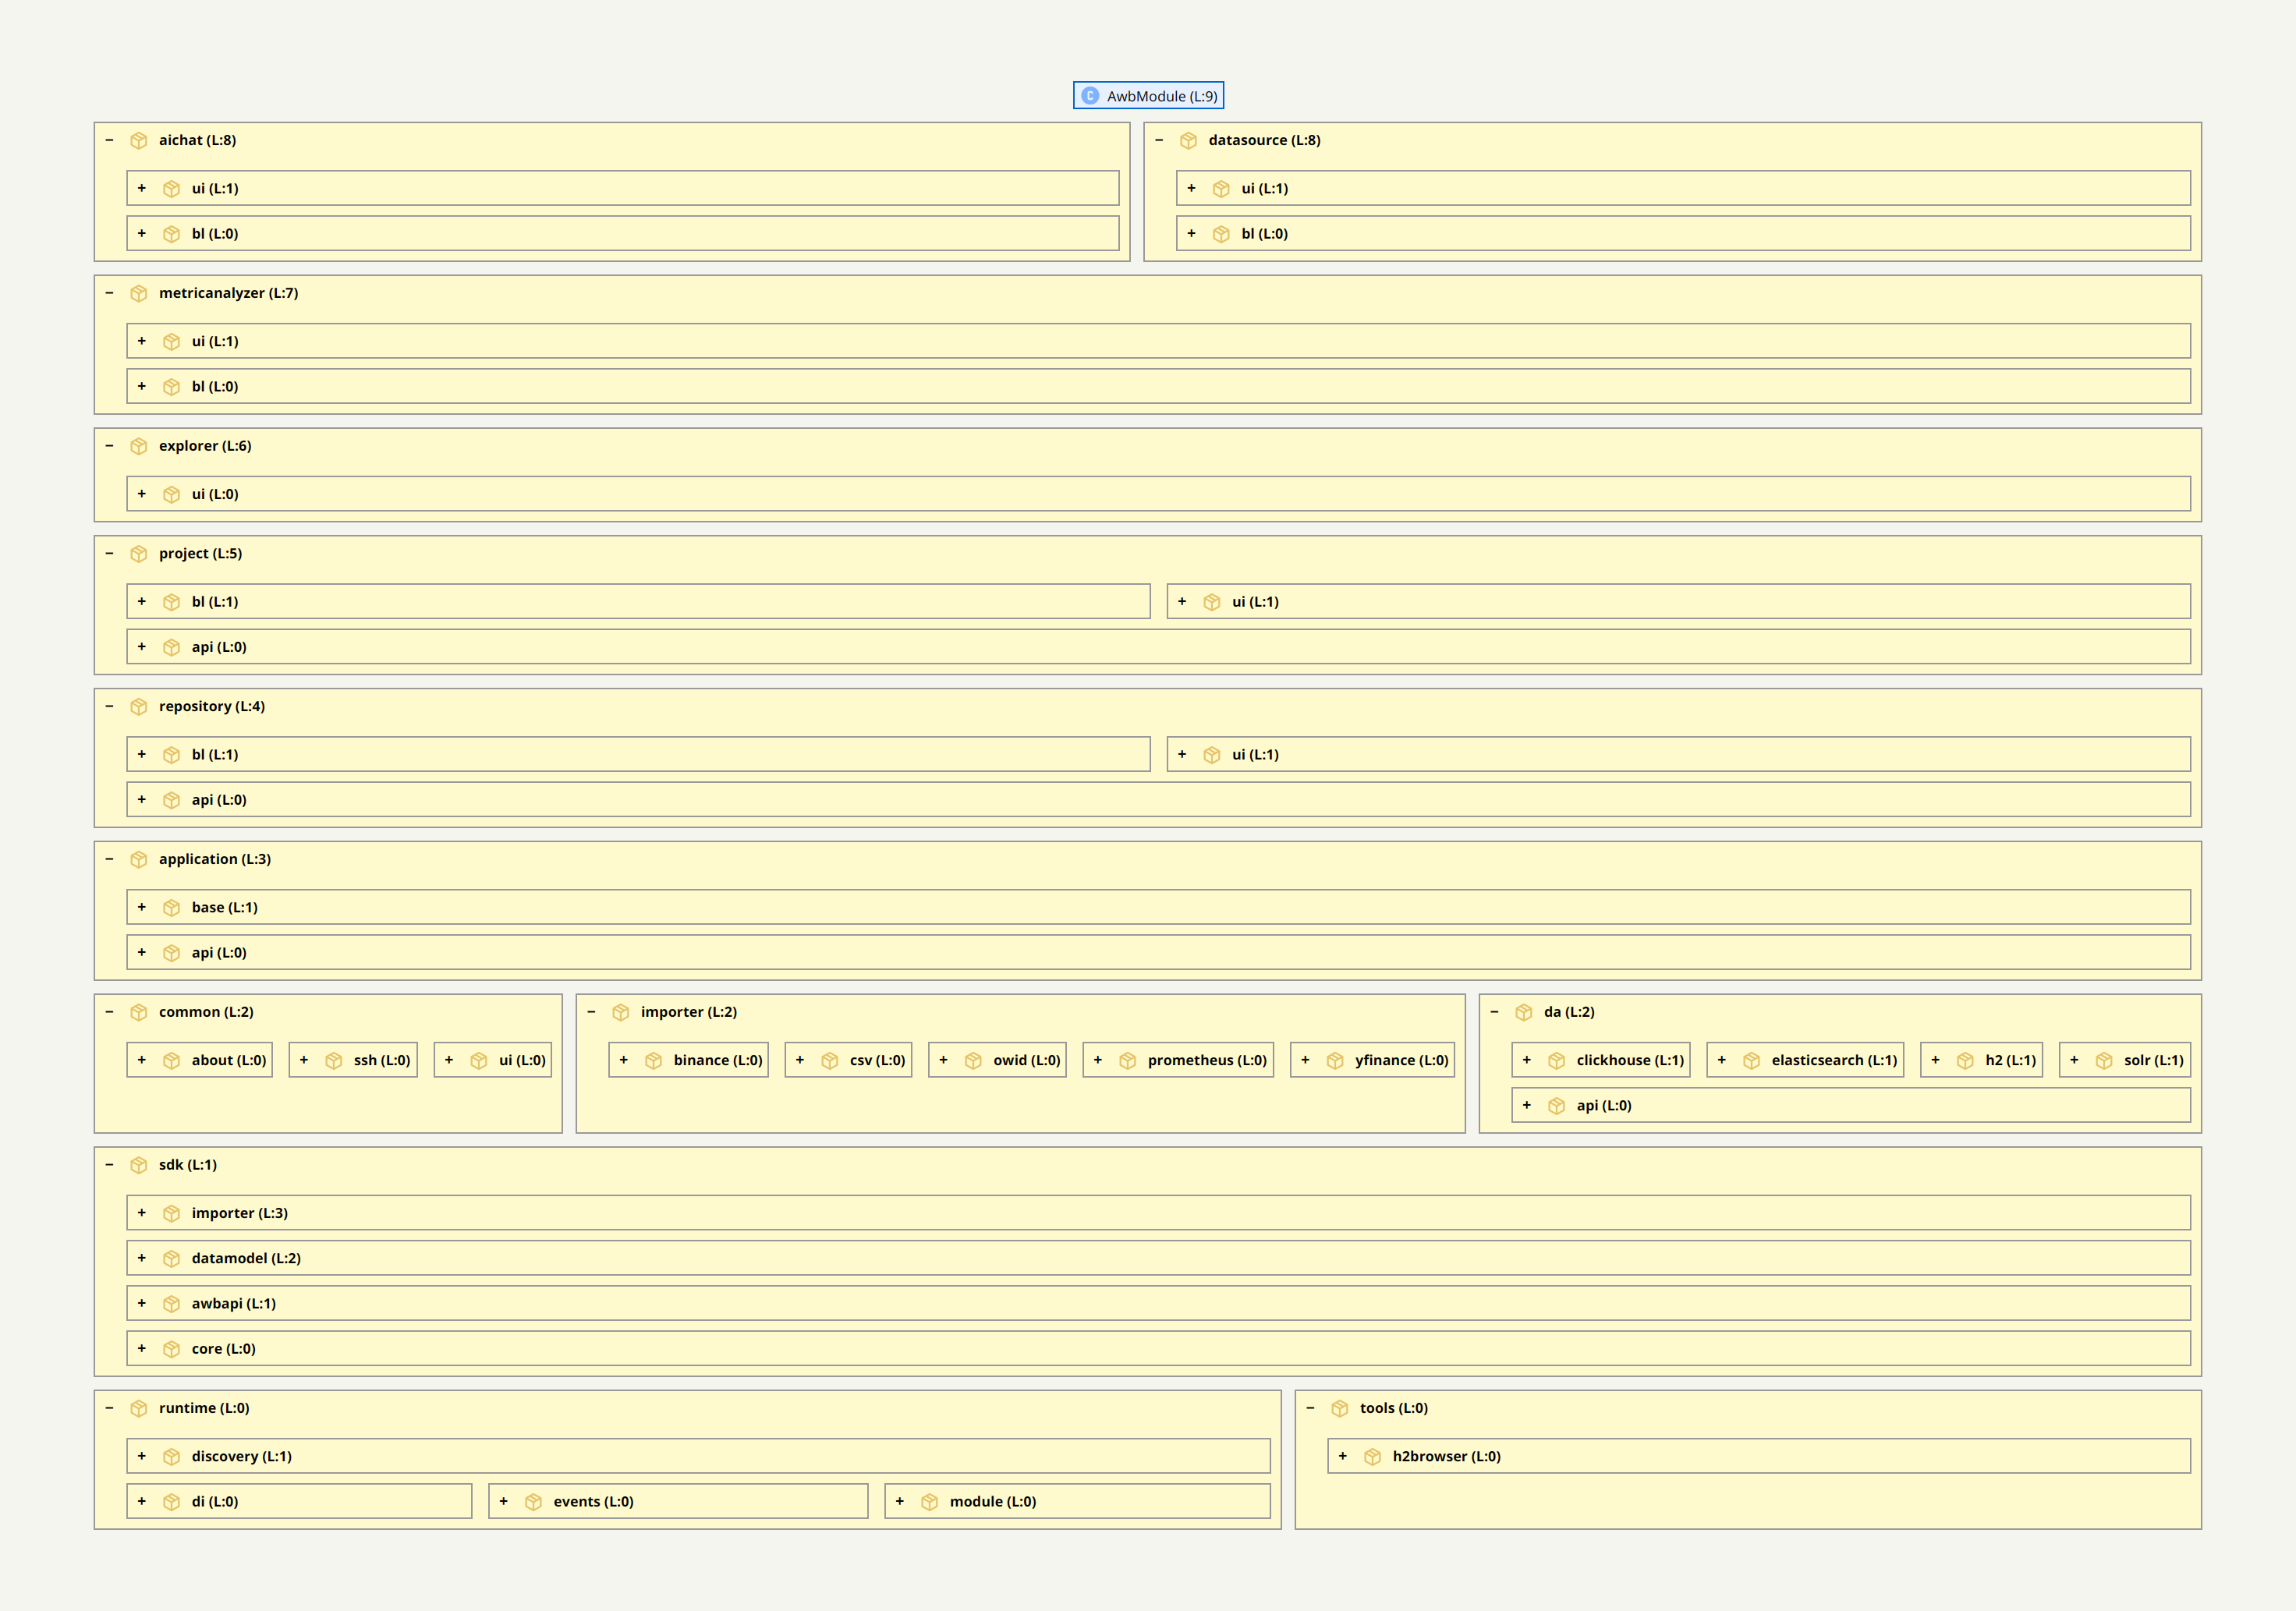 C AwbModule (L:9)
− aichat (L:8)
+ ui (L:1)
+ bl (L:0)
− datasource (L:8)
+ ui (L:1)
+ bl (L:0)
− metricanalyzer (L:7)
+ ui (L:1)
+ bl (L:0)
− explorer (L:6)
+ ui (L:0)
− project (L:5)
+ bl (L:1)
+ ui (L:1)
+ api (L:0)
− repository (L:4)
+ bl (L:1)
+ ui (L:1)
+ api (L:0)
− application (L:3)
+ base (L:1)
+ api (L:0)
− common (L:2)
+ about (L:0)
+ ssh (L:0)
+ ui (L:0)
− importer (L:2)
+ binance (L:0)
+ csv (L:0)
+ owid (L:0)
+ prometheus (L:0)
+ yfinance (L:0)
− da (L:2)
+ clickhouse (L:1)
+ elasticsearch (L:1)
+ h2 (L:1)
+ solr (L:1)
+ api (L:0)
− sdk (L:1)
+ importer (L:3)
+ datamodel (L:2)
+ awbapi (L:1)
+ core (L:0)
− runtime (L:0)
+ discovery (L:1)
+ di (L:0)
+ events (L:0)
+ module (L:0)
− tools (L:0)
+ h2browser (L:0)